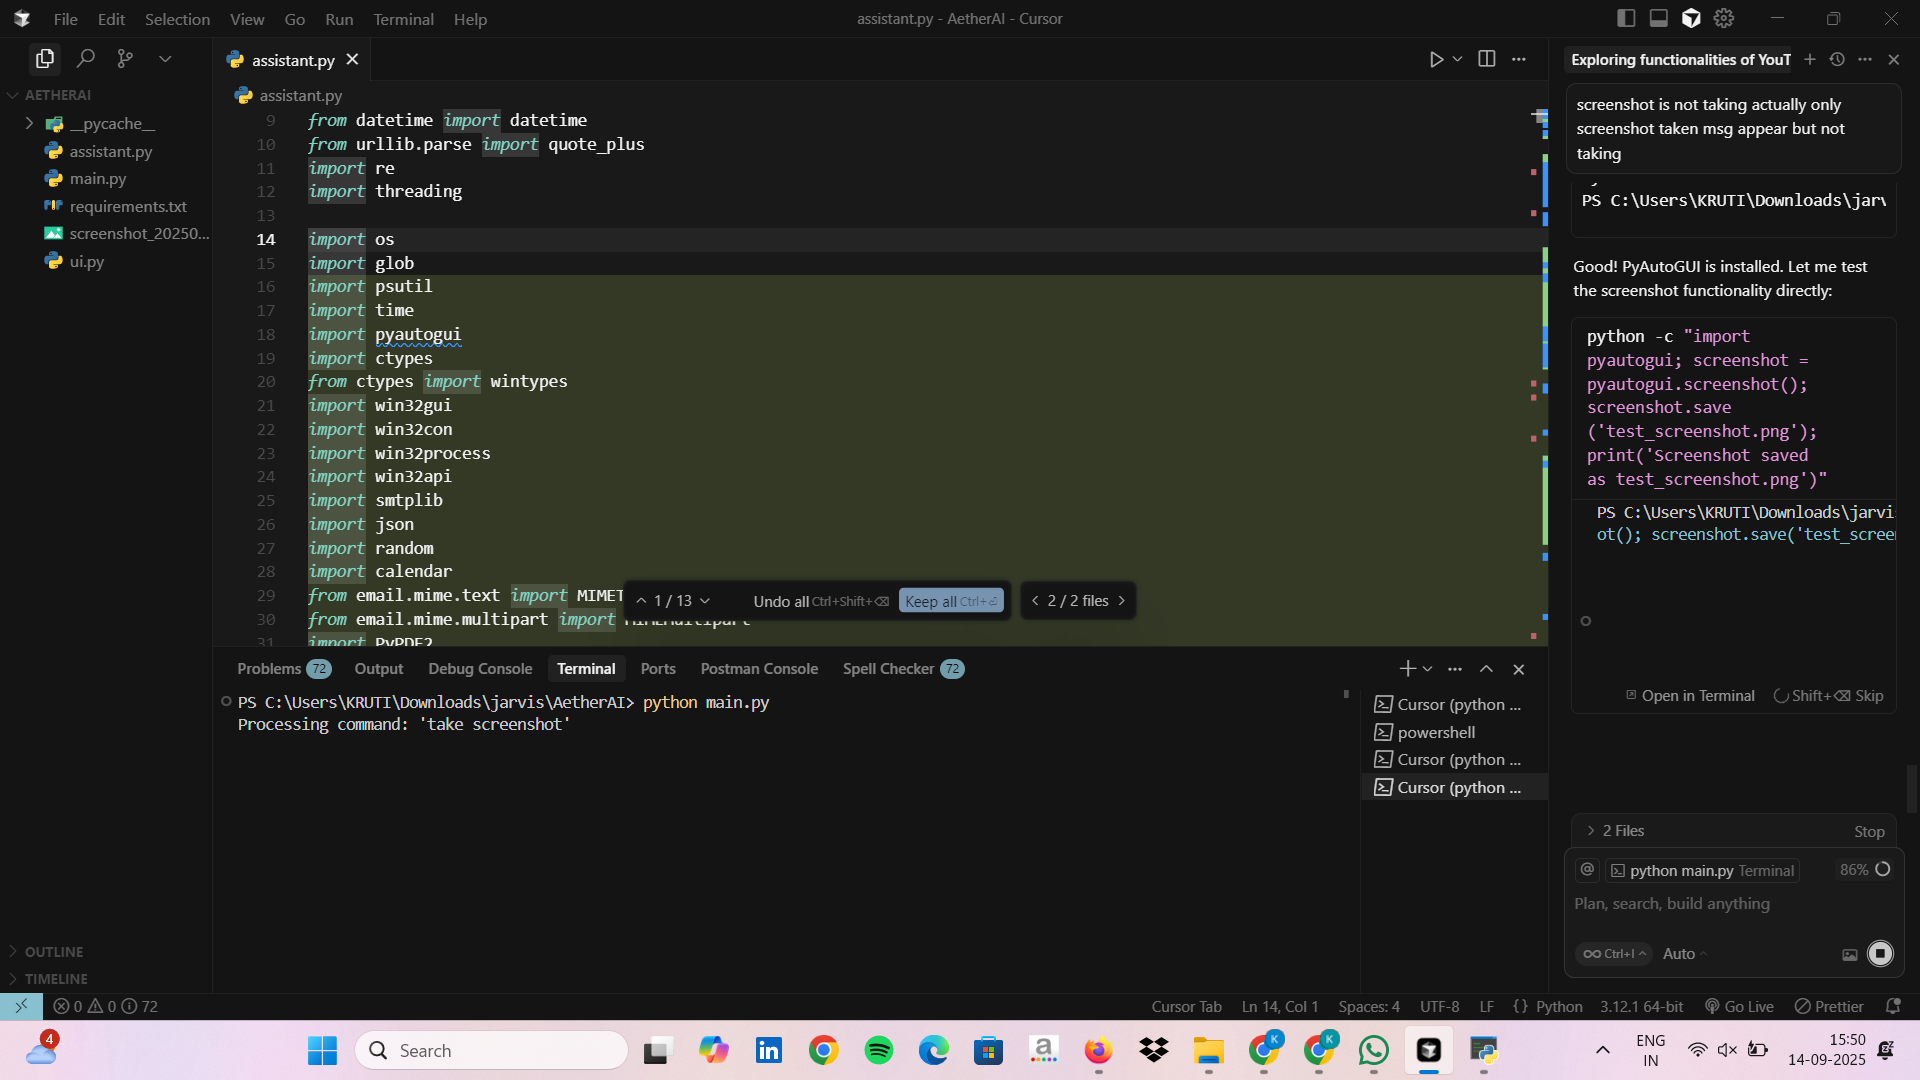 File Edit Selection View Go Run Terminal Help
assistant.py - AetherAI - Cursor
AETHERAI
__pycache__
assistant.py
main.py
requirements.txt
screenshot_20250...
ui.py
OUTLINE
TIMELINE
assistant.py
assistant.py
9 from datetime import datetime
10 from urllib.parse import quote_plus
11 import re
12 import threading
13
14 import os
15 import glob
16 import psutil
17 import time
18 import pyautogui
19 import ctypes
20 from ctypes import wintypes
21 import win32gui
22 import win32con
23 import win32process
24 import win32api
25 import smtplib
26 import json
27 import random
28 import calendar
29 from email.mime.text import MIMET
30 from email.mime.multipart import MIMEMultipart
31 import PyPDF2
1 / 13 Undo all Ctrl+Shift+⌫ Keep all Ctrl+⏎
2 / 2 files
Problems 72 Output Debug Console Terminal Ports Postman Console Spell Checker 72
PS C:\Users\KRUTI\Downloads\jarvis\AetherAI> python main.py
Processing command: 'take screenshot'
Cursor (python ...
powershell
Cursor (python ...
Cursor (python ...
Exploring functionalities of YouT
screenshot is not taking actually only
screenshot taken msg appear but not
taking
PS C:\Users\KRUTI\Downloads\jarv
Good! PyAutoGUI is installed. Let me test
the screenshot functionality directly:
python -c "import
pyautogui; screenshot =
pyautogui.screenshot();
screenshot.save
('test_screenshot.png');
print('Screenshot saved
as test_screenshot.png')"
PS C:\Users\KRUTI\Downloads\jarvi
ot(); screenshot.save('test_scree
Open in Terminal Shift+⌫ Skip
2 Files Stop
@ python main.py Terminal 86%
Plan, search, build anything
∞ Ctrl+I Auto
0 0 72
Cursor Tab Ln 14, Col 1 Spaces: 4 UTF-8 LF {} Python 3.12.1 64-bit Go Live Prettier
4
Search
ENG
IN
15:50
14-09-2025